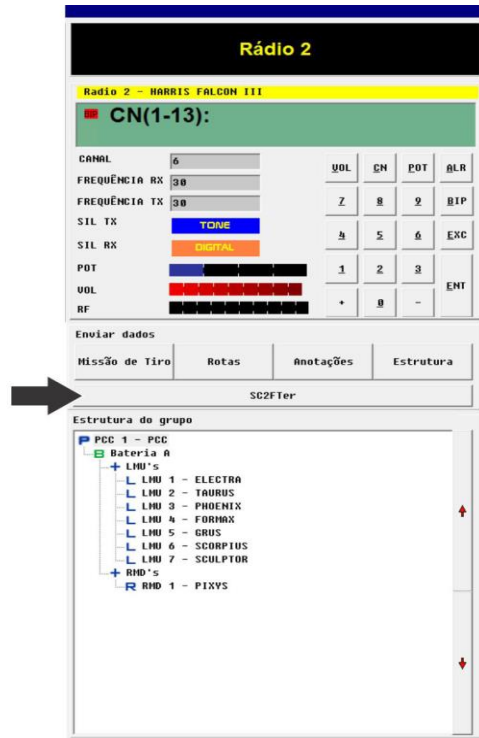 Rádio 2
Radio 2 - HARRIS FALCON III
BIP CN(1-13):
CANAL 6
FREQUÊNCIA RX 30
FREQUÊNCIA TX 30
SIL TX TONE
SIL RX DIGITAL
POT
VOL
RF
VOL CN POT ALR
7 8 9 BIP
4 5 6 EXC
1 2 3 ENT
+ 0 -
Enviar dados
Missão de Tiro Rotas Anotações Estrutura
SC2FTer
Estrutura do grupo
P PCC 1 - PCC
B Bateria A
+ LMU's
L LMU 1 - ELECTRA
L LMU 2 - TAURUS
L LMU 3 - PHOENIX
L LMU 4 - FORMAX
L LMU 5 - GRUS
L LMU 6 - SCORPIUS
L LMU 7 - SCULPTOR
+ RMD's
R RMD 1 - PIXYS